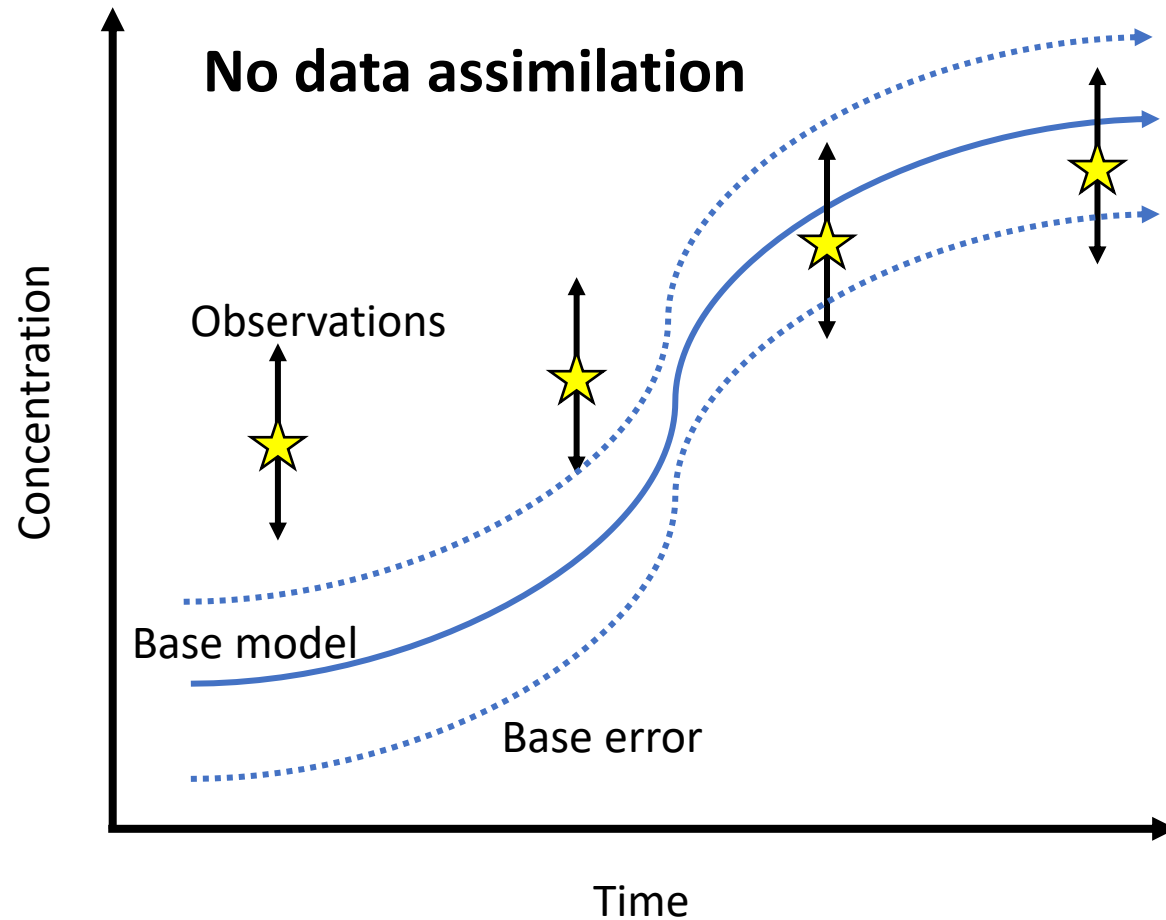 No data assimilation
Observations
Concentration
Base model
Base error
Time